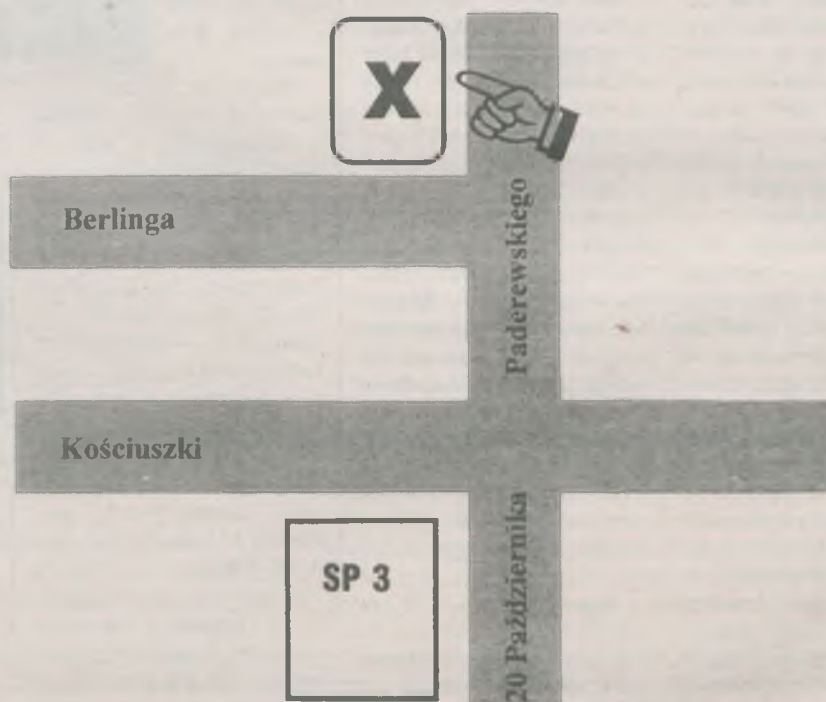 X
Berlinga
Paderewskiego
Kościuszki
SP 3
20 Października